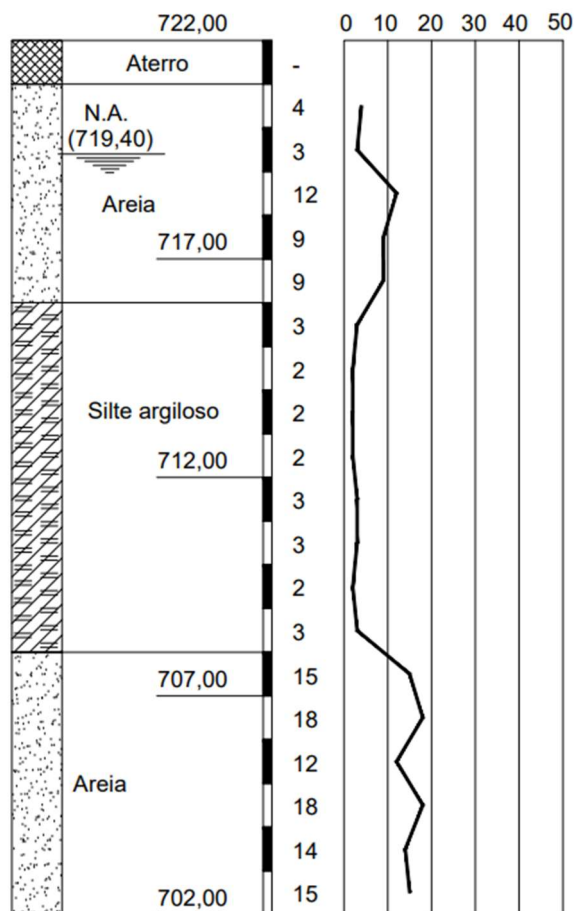 722,00 0 10 20 30 40 50
Aterro -
4
N.A.
(719,40) 3
Areia 12
717,00 9
9
3
2
Silte argiloso 2
712,00 2
3
3
2
3
707,00 15
18
12
Areia 18
14
702,00 15